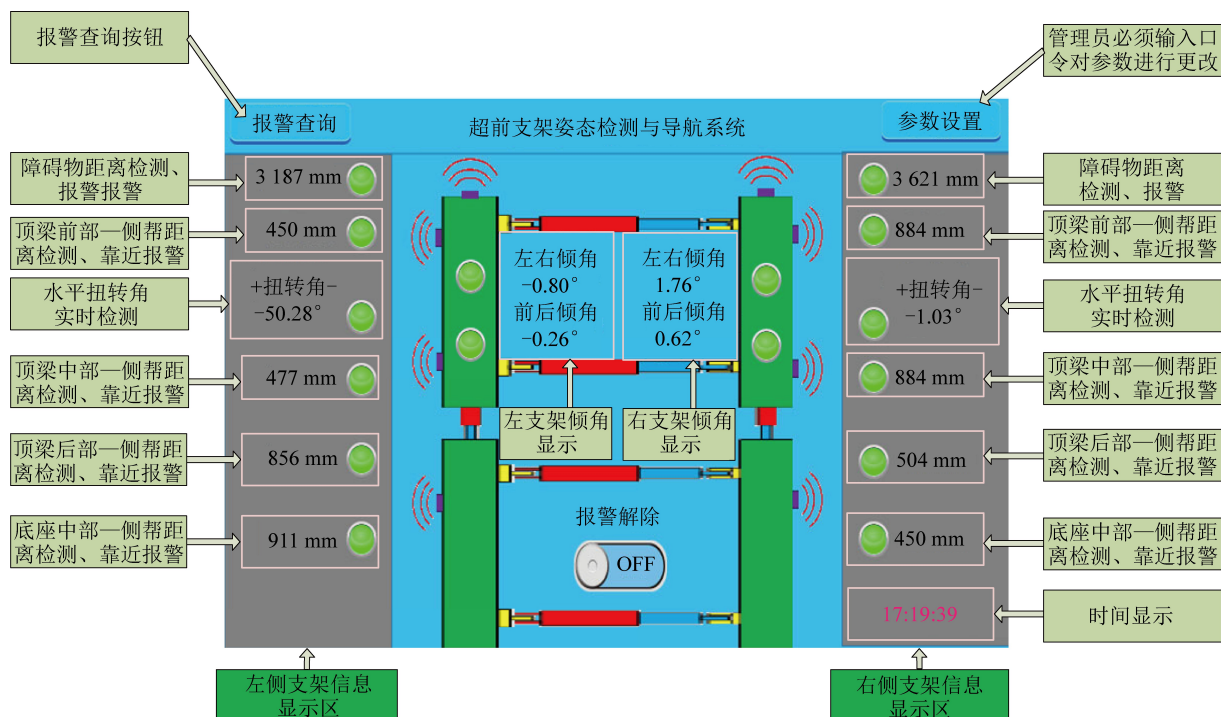 报警查询按钮
管理员必须输入口
令对参数进行更改
报警查询
超前支架姿态检测与导航系统
参数设置
障碍物距离检测、
报警报警
3 187 mm
3 621 mm
障碍物距离
检测、报警
顶梁前部—侧帮距
离检测、靠近报警
450 mm
884 mm
顶梁前部—侧帮距
离检测、靠近报警
水平扭转角
实时检测
+扭转角-
-50.28°
左右倾角
-0.80°
前后倾角
-0.26°
左右倾角
1.76°
前后倾角
0.62°
+扭转角-
-1.03°
水平扭转角
实时检测
顶梁中部—侧帮距
离检测、靠近报警
477 mm
左支架倾角
显示
右支架倾角
显示
884 mm
顶梁中部—侧帮距
离检测、靠近报警
顶梁后部—侧帮距
离检测、靠近报警
856 mm
504 mm
顶梁后部—侧帮距
离检测、靠近报警
底座中部—侧帮距
离检测、靠近报警
911 mm
报警解除
OFF
450 mm
底座中部—侧帮距
离检测、靠近报警
17:19:39
时间显示
左侧支架信息
显示区
右侧支架信息
显示区